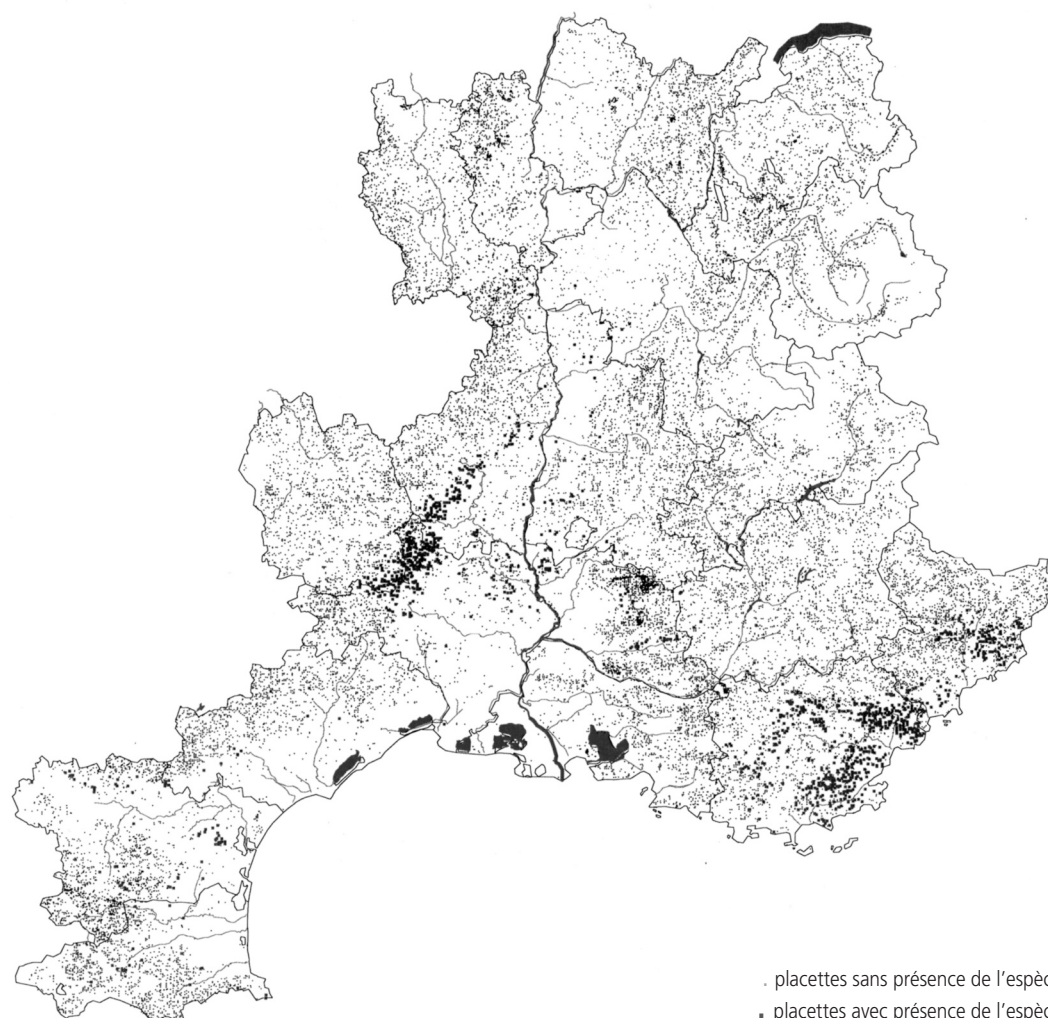 . placettes sans présence de l'espèc
. placettes avec présence de l'espèc